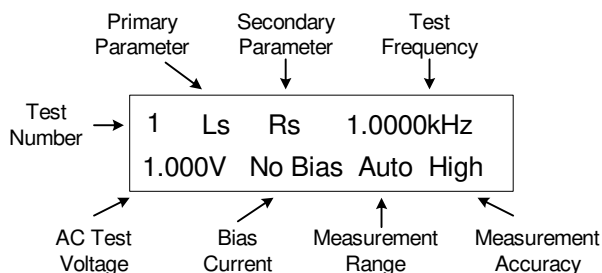 Primary Parameter
Secondary Parameter
Test Frequency
Test Number
1 Ls Rs 1.0000kHz
1.000V No Bias Auto High
AC Test Voltage
Bias Current
Measurement Range
Measurement Accuracy